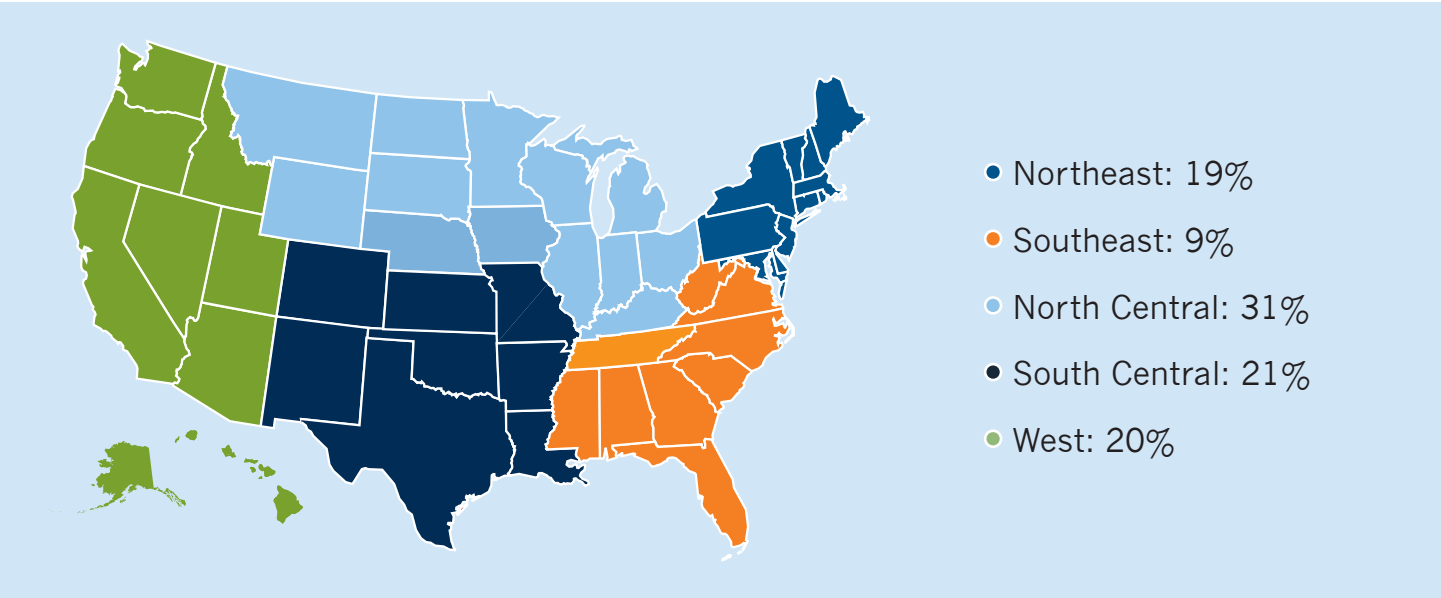 Northeast: 19%
Southeast: 9%
North Central: 31%
South Central: 21%
West: 20%